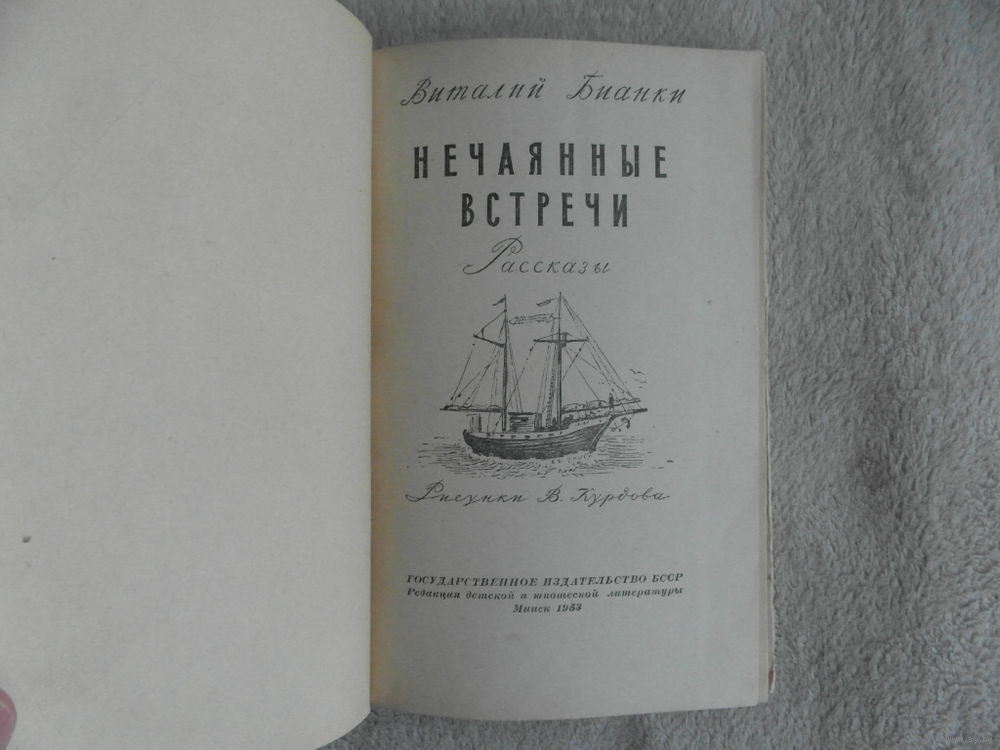 Виталий Бианки
НЕЧАЯННЫЕ
ВСТРЕЧИ
Рассказы
Рисунки В. Курдова
ГОСУДАРСТВЕННОЕ ИЗДАТЕЛЬСТВО БССР
Редакция детской и юношеской литературы
Минск 1953